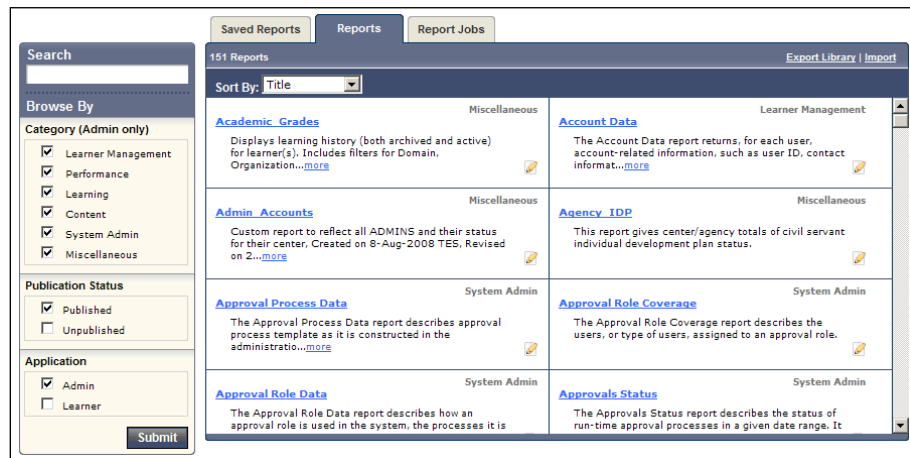 Saved Reports
Reports
Report Jobs
Search
Browse By
Category (Admin only)
Learner Management
Performance
Learning
Content
System Admin
Miscellaneous
Publication Status
Published
Unpublished
Application
Admin
Learner
Submit
151 Reports
Export Library | Import
Sort By: Title
Miscellaneous
Academic_Grades
Displays learning history (both archived and active)
for learner(s). Includes filters for Domain,
Organization...more
Learner Management
Account Data
The Account Data report returns, for each user,
account-related information, such as user ID, contact
informat...more
Miscellaneous
Admin_Accounts
Custom report to reflect all ADMINS and their status
for their center, Created on 8-Aug-2008 TES, Revised
on 2...more
Miscellaneous
Agency_IDP
This report gives center/agency totals of civil servant
individual development plan status.
System Admin
Approval Process Data
The Approval Process Data report describes approval
process template as it is constructed in the
administratio...more
System Admin
Approval Role Coverage
The Approval Role Coverage report describes the
users, or type of users, assigned to an approval role.
System Admin
Approval Role Data
The Approval Role Data report describes how an
approval role is used in the system, the processes it is
System Admin
Approvals Status
The Approvals Status report describes the status of
run-time approval processes in a given date range. It